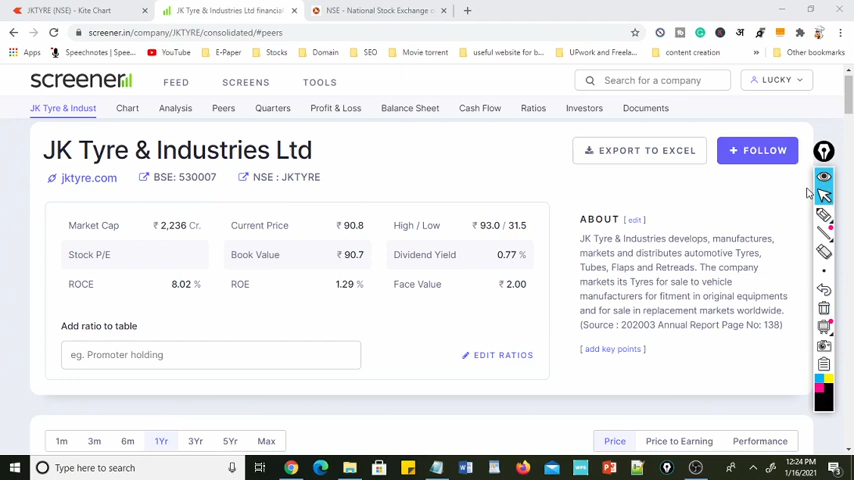 JKTYRE (NSE) - Kite Chart
JK Tyre & Industries Ltd financial
NSE - National Stock Exchange o
screener.in/company/JKTYRE/consolidated/#peers
Apps
Speechnotes | Speec...
YouTube
E-Paper
Stocks
Domain
SEO
Movie torrent
useful website for b...
UPwork and Freela...
content creation
Other bookmarks
screener
FEED
SCREENS
TOOLS
Search for a company
LUCKY
JK Tyre & Indust
Chart
Analysis
Peers
Quarters
Profit & Loss
Balance Sheet
Cash Flow
Ratios
Investors
Documents
JK Tyre & Industries Ltd
EXPORT TO EXCEL
+ FOLLOW
jktyre.com
BSE: 530007
NSE : JKTYRE
Market Cap ₹ 2,236 Cr.
Current Price ₹ 90.8
High / Low ₹ 93.0 / 31.5
Stock P/E
Book Value ₹ 90.7
Dividend Yield 0.77 %
ROCE 8.02 %
ROE 1.29 %
Face Value ₹ 2.00
Add ratio to table
eg. Promoter holding
EDIT RATIOS
ABOUT [ edit ]
JK Tyre & Industries develops, manufactures,
markets and distributes automotive Tyres,
Tubes, Flaps and Retreads. The company
markets its Tyres for sale to vehicle
manufacturers for fitment in original equipments
and for sale in replacement markets worldwide.
(Source : 202003 Annual Report Page No: 138)
[ add key points ]
1m
3m
6m
1Yr
3Yr
5Yr
Max
Price
Price to Earning
Performance
Type here to search
12:24 PM
1/16/2021